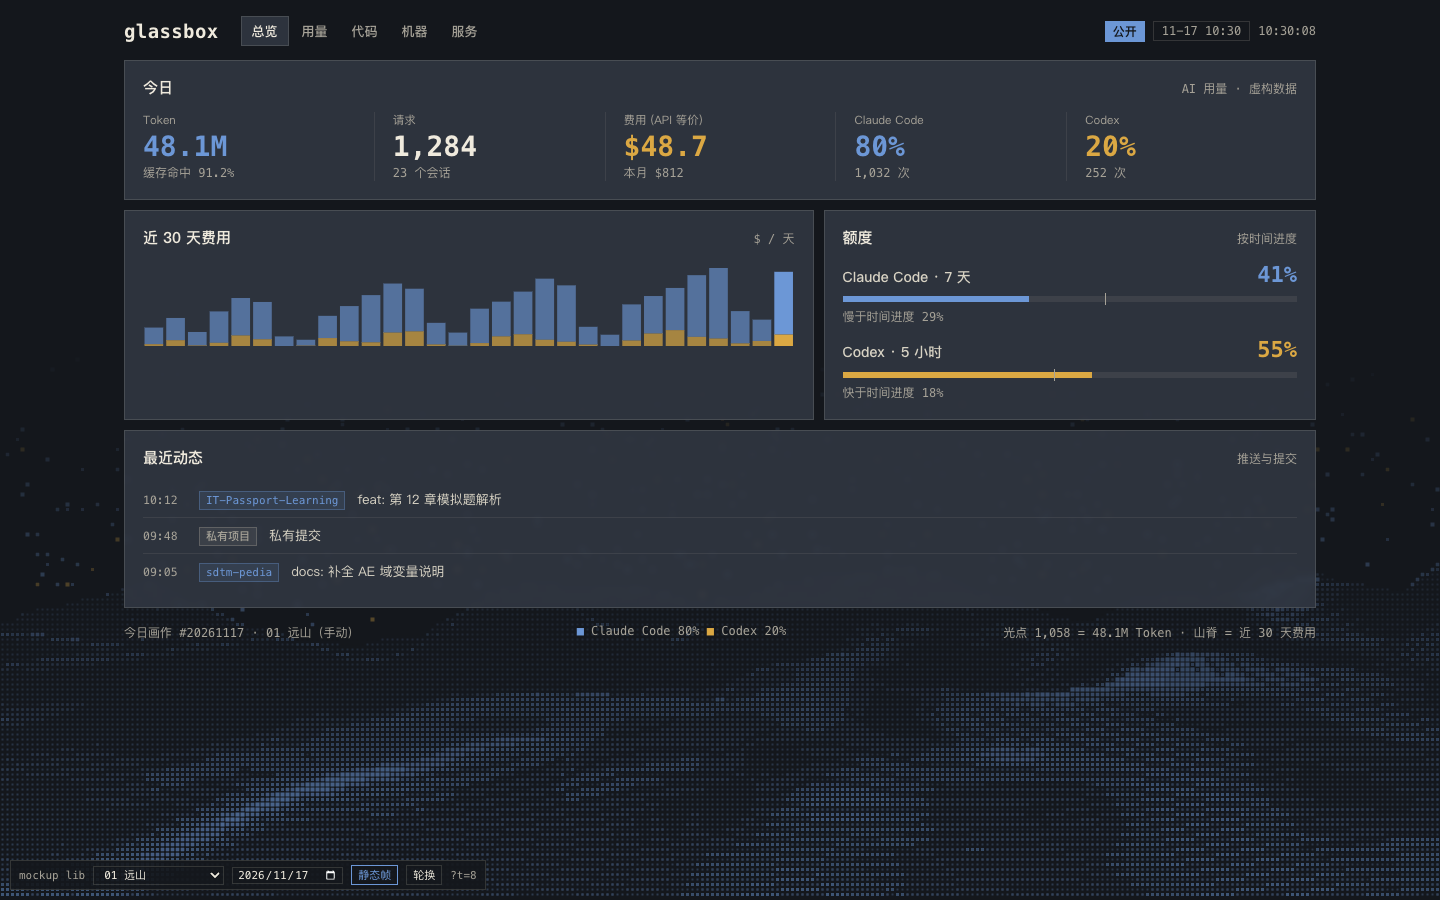 glassbox 总览 用量 代码 机器 服务 公开 11-17 10:30 10:30:08
今日 AI 用量 · 虚构数据
Token 请求 费用 (API 等价) Claude Code Codex
48.1M 1,284 $48.7 80% 20%
缓存命中 91.2% 23 个会话 本月 $812 1,032 次 252 次
近 30 天费用 $ / 天
额度 按时间进度
Claude Code · 7 天 41%
慢于时间进度 29%
Codex · 5 小时 55%
快于时间进度 18%
最近动态 推送与提交
10:12 IT-Passport-Learning feat: 第 12 章模拟题解析
09:48 私有项目 私有提交
09:05 sdtm-pedia docs: 补全 AE 域变量说明
今日画作 #20261117 · 01 远山 (手动) Claude Code 80% Codex 20% 光点 1,058 = 48.1M Token · 山脊 = 近 30 天费用
mockup lib 01 远山 2026/11/17 静态帧 轮换 ?t=8